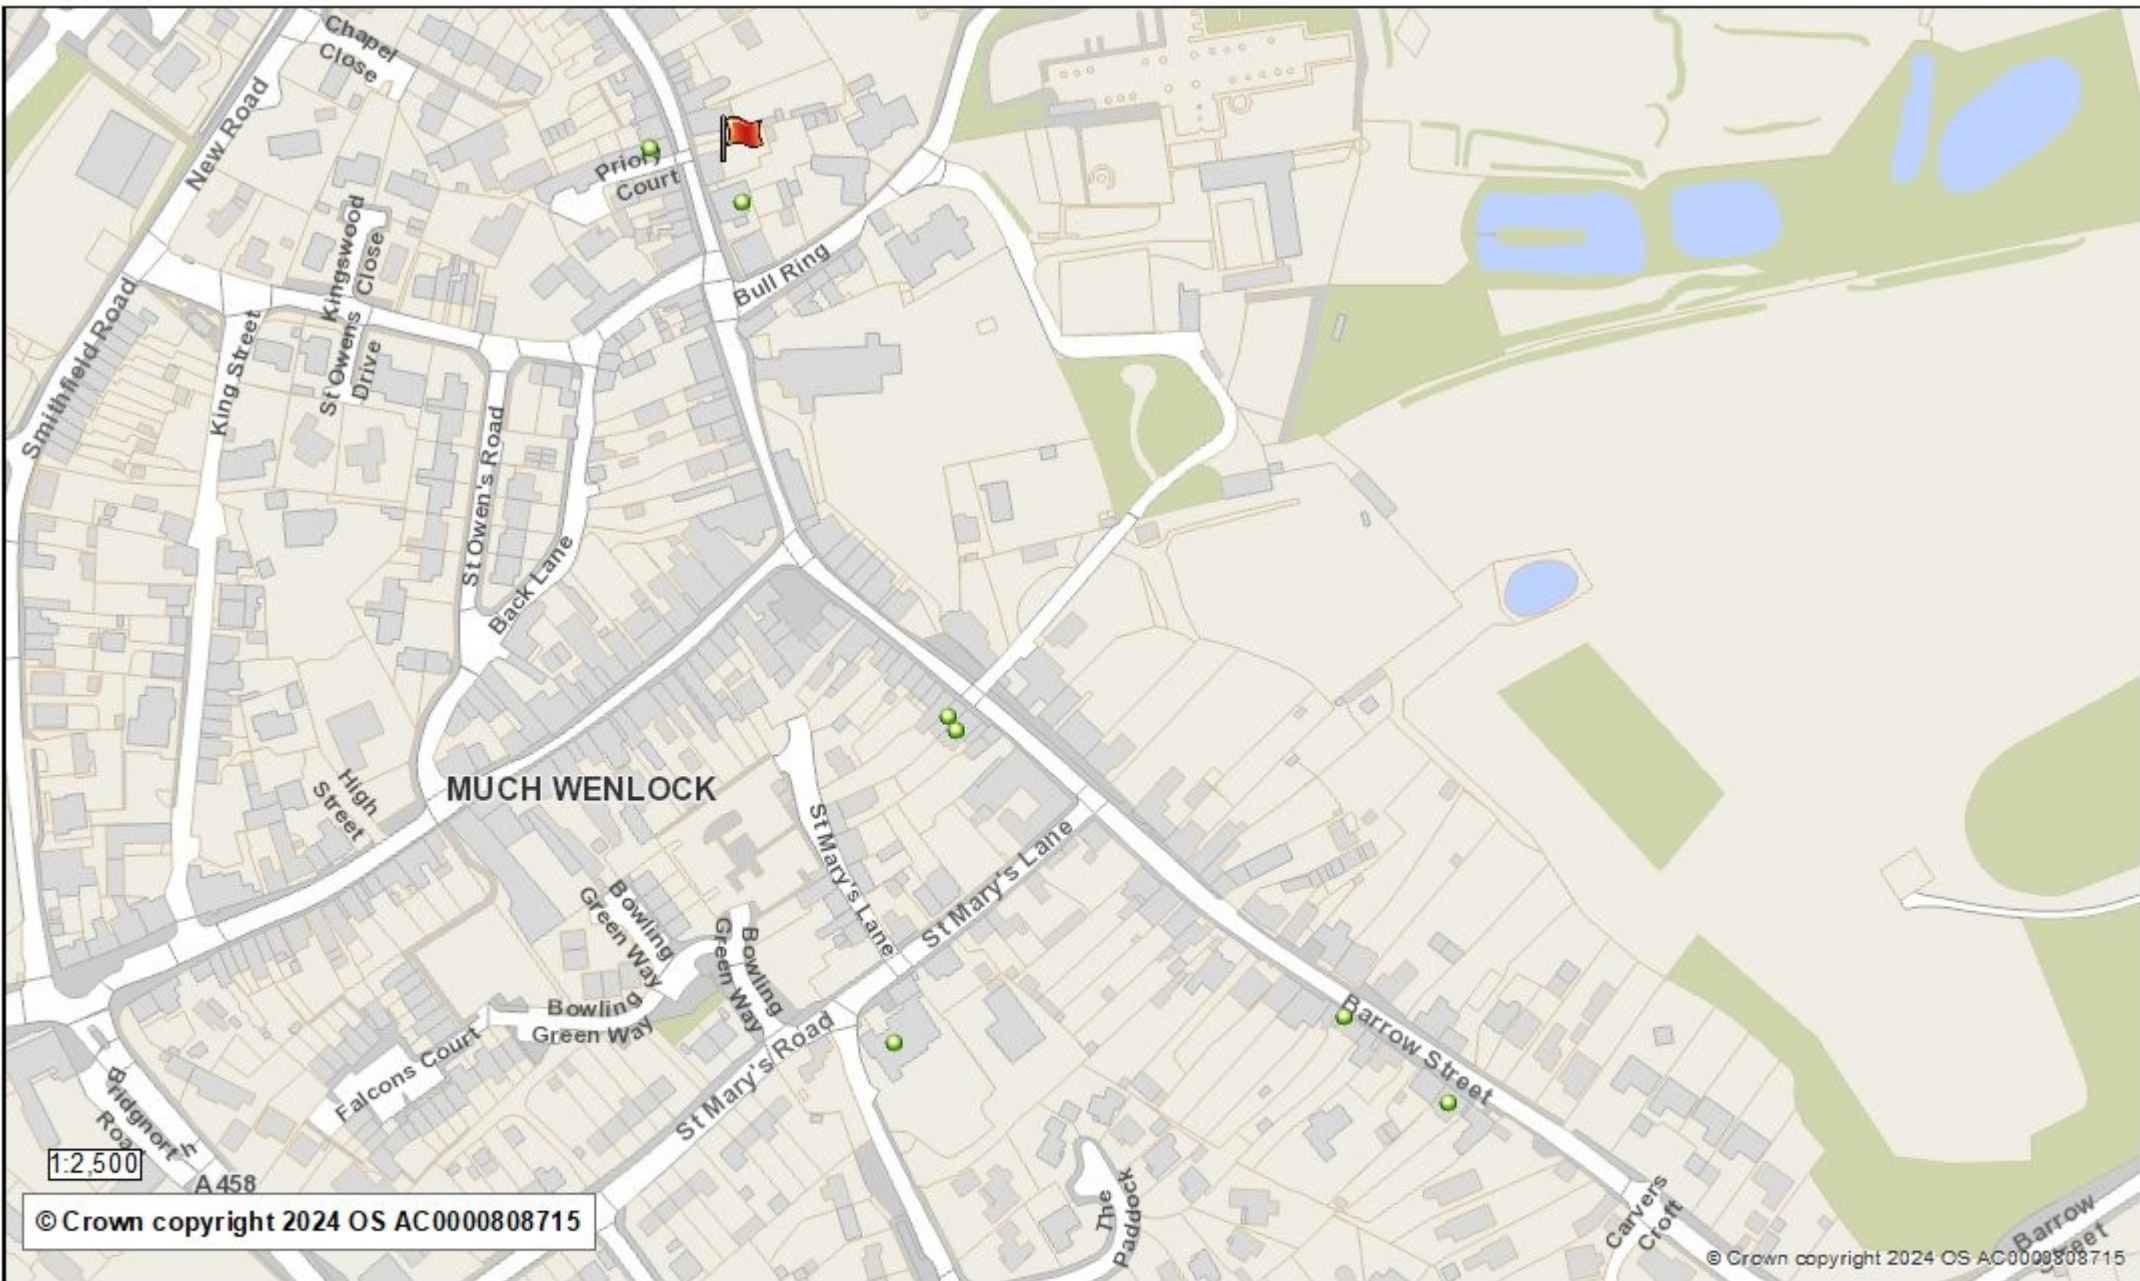 Chapel
Close
New Road
Priory
Court
Kingswood
Close
Bull Ring
Smithfield Road
King Street
St Owens
Drive
St Owen's Road
Back Lane
High
Street
MUCH WENLOCK
St Mary's Lane
St Mary's Lane
Bowling
Green Way
Bowling
Green Way
Bowling
Green Way
Falcons Court
St Mary's Road
Barrow Street
Bridgnorth
Road
A458
The
Paddock
Carvers
Croft
Barrow
Street
1:2,500
© Crown copyright 2024 OS AC0000808715
© Crown copyright 2024 OS AC0000808715